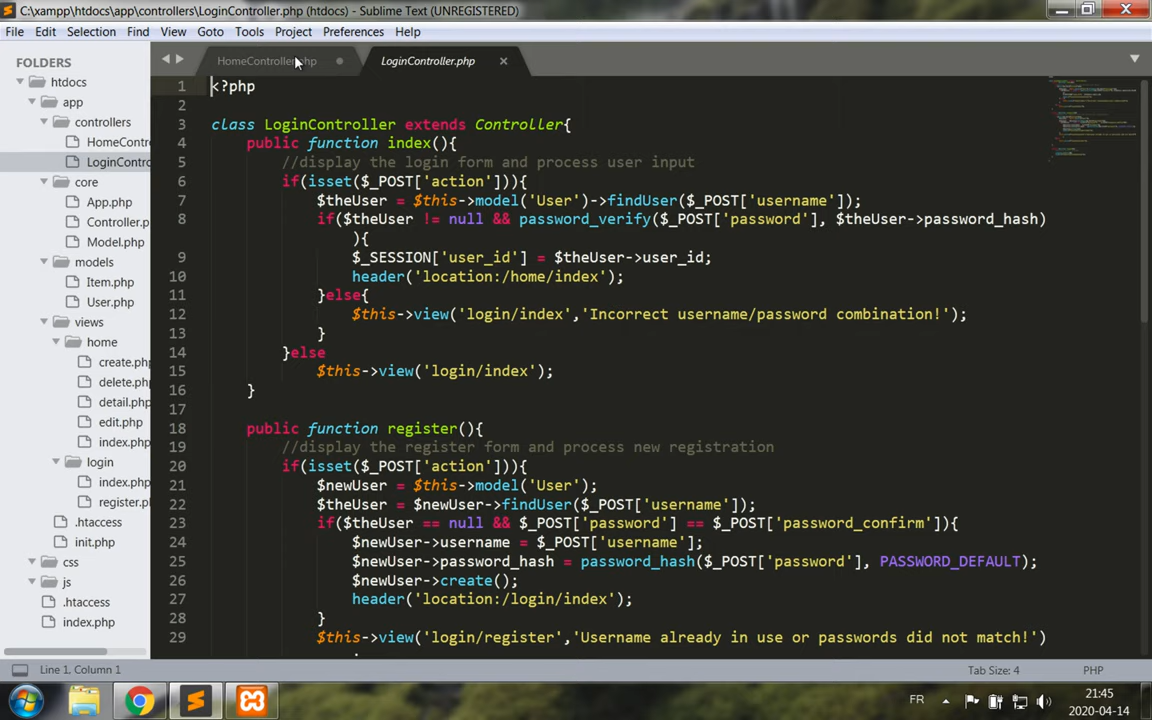 C:\xampp\htdocs\app\controllers\LoginController.php (htdocs) - Sublime Text (UNREGISTERED)
File Edit Selection Find View Goto Tools Project Preferences Help
HomeController.php LoginController.php
FOLDERS
htdocs
app
controllers
HomeContr
LoginContro
core
App.php
Controller.p
Model.php
models
Item.php
User.php
views
home
create.php
delete.php
detail.php
edit.php
index.php
login
index.php
register.p
.htaccess
init.php
css
js
.htaccess
index.php
1 <?php
2
3 class LoginController extends Controller{
4 public function index(){
5 //display the login form and process user input
6 if(isset($_POST['action'])){
7 $theUser = $this->model('User')->findUser($_POST['username']);
8 if($theUser != null && password_verify($_POST['password'], $theUser->password_hash)
){
9 $_SESSION['user_id'] = $theUser->user_id;
10 header('location:/home/index');
11 }else{
12 $this->view('login/index','Incorrect username/password combination!');
13 }
14 }else
15 $this->view('login/index');
16 }
17
18 public function register(){
19 //display the register form and process new registration
20 if(isset($_POST['action'])){
21 $newUser = $this->model('User');
22 $theUser = $newUser->findUser($_POST['username']);
23 if($theUser == null && $_POST['password'] == $_POST['password_confirm']){
24 $newUser->username = $_POST['username'];
25 $newUser->password_hash = password_hash($_POST['password'], PASSWORD_DEFAULT);
26 $newUser->create();
27 header('location:/login/index');
28 }
29 $this->view('login/register','Username already in use or passwords did not match!')
;
Line 1, Column 1 Tab Size: 4 PHP
FR 21:45
2020-04-14